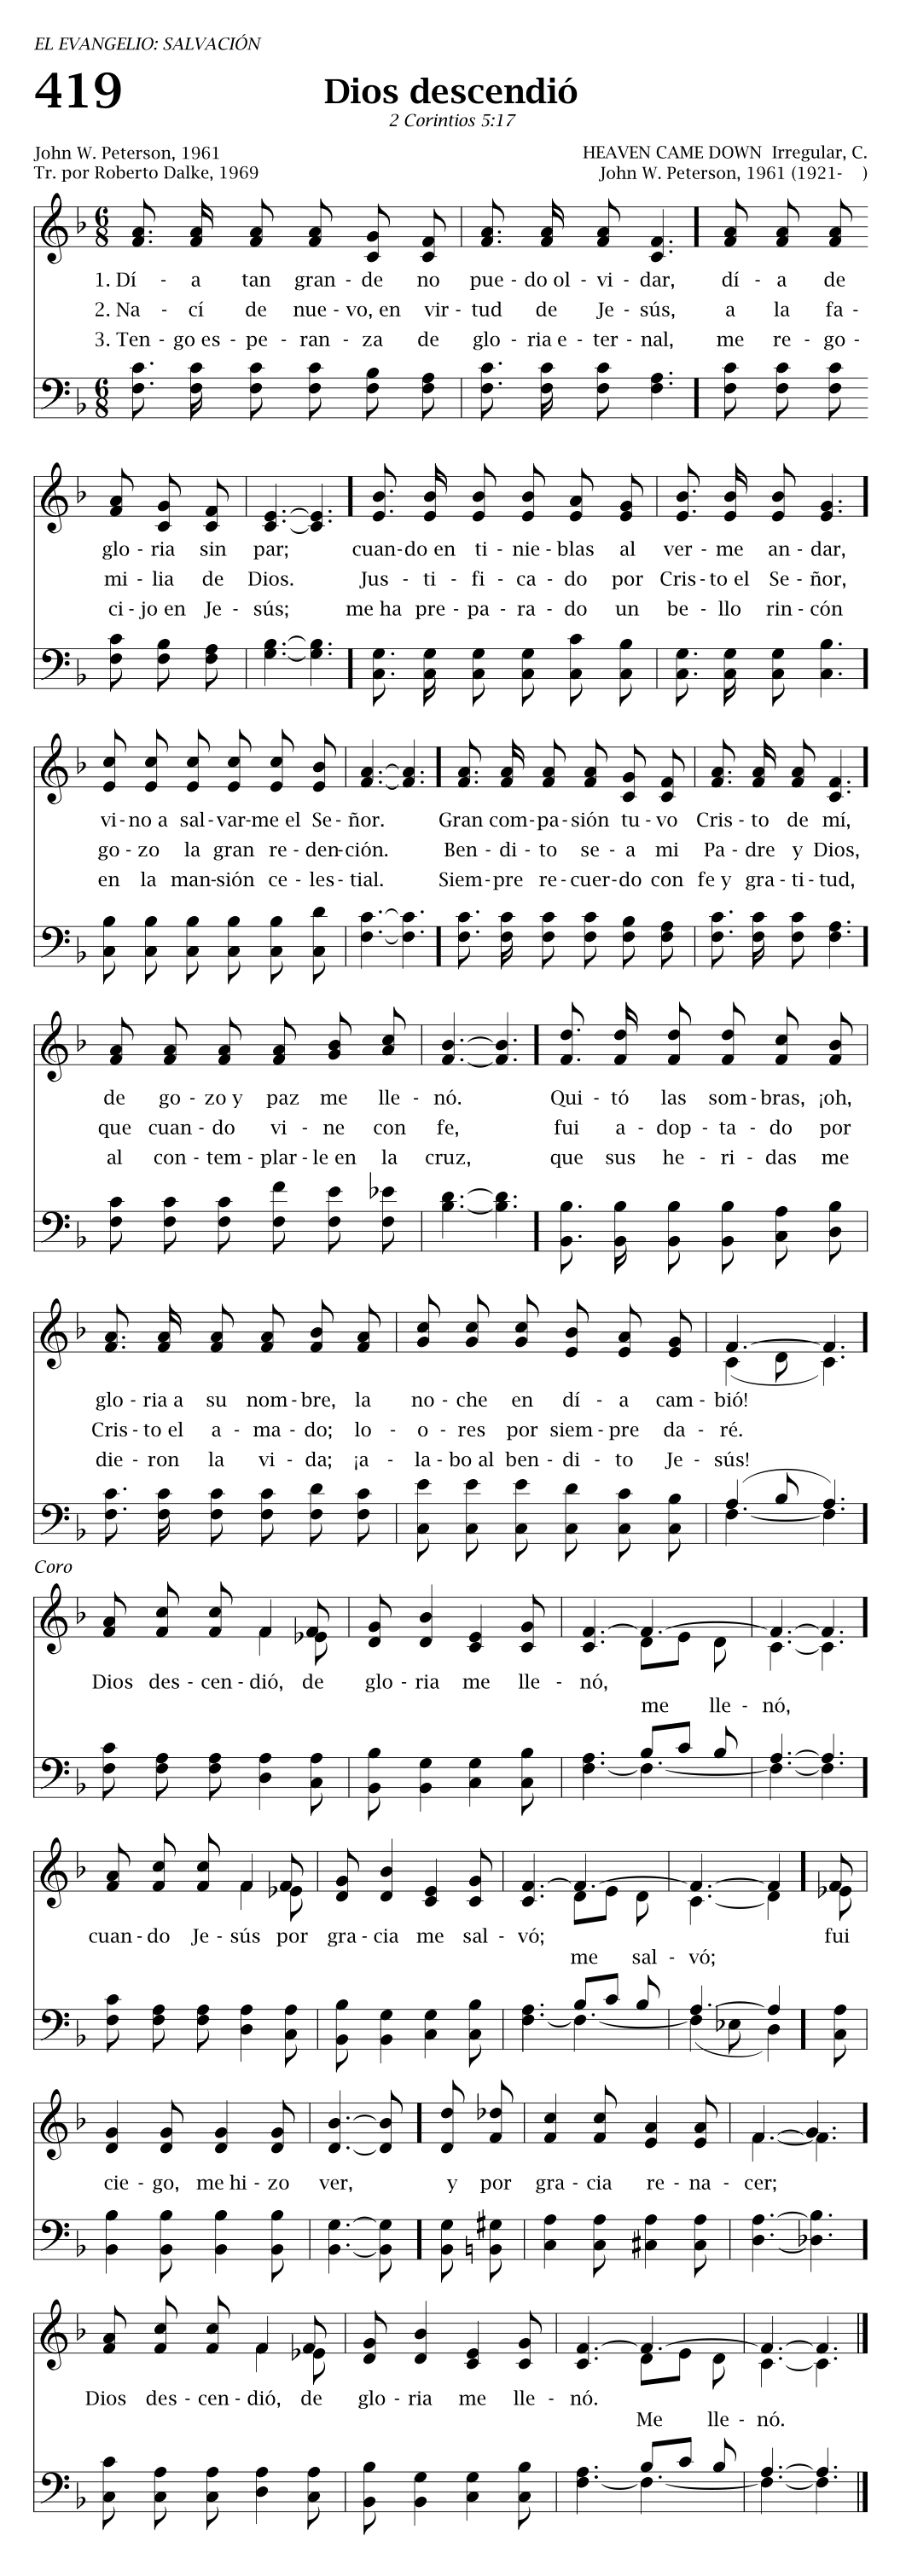 EL EVANGELIO: SALVACIÓN
419
Dios descendió
2 Corintios 5:17
John W. Peterson, 1961
HEAVEN CAME DOWN Irregular, C.
Tr. por Roberto Dalke, 1969
John W. Peterson, 1961 (1921- )
1. Dí - a tan gran - de no pue - do ol - vi - dar, dí - a de
2. Na - cí de nue - vo, en vir - tud de Je - sús, a la fa -
3. Ten - go es - pe - ran - za de glo - ria e - ter - nal, me re - go -
glo - ria sin par; cuan - do en ti - nie - blas al ver - me an - dar,
mi - lia de Dios. Jus - ti - fi - ca - do por Cris - to el Se - ñor,
ci - jo en Je - sús; me ha pre - pa - ra - do un be - llo rin - cón
vi - no a sal - var - me el Se - ñor. Gran com - pa - sión tu - vo Cris - to de mí,
go - zo la gran re - den - ción. Ben - di - to se - a mi Pa - dre y Dios,
en la man - sión ce - les - tial. Siem - pre re - cuer - do con fe y gra - ti - tud,
de go - zo y paz me lle - nó. Qui - tó las som - bras, ¡oh,
que cuan - do vi - ne con fe, fui a - dop - ta - do por
al con - tem - plar - le en la cruz, que sus he - ri - das me
glo - ria a su nom - bre, la no - che en dí - a cam - bió!
Cris - to el a - ma - do; lo - o - res por siem - pre da - ré.
die - ron la vi - da; ¡a - la - bo al ben - di - to Je - sús!
Coro
Dios des - cen - dió, de glo - ria me lle - nó,
me lle - nó,
cuan - do Je - sús por gra - cia me sal - vó; fui
me sal - vó;
cie - go, me hi - zo ver, y por gra - cia re - na - cer;
Dios des - cen - dió, de glo - ria me lle - nó.
Me lle - nó.